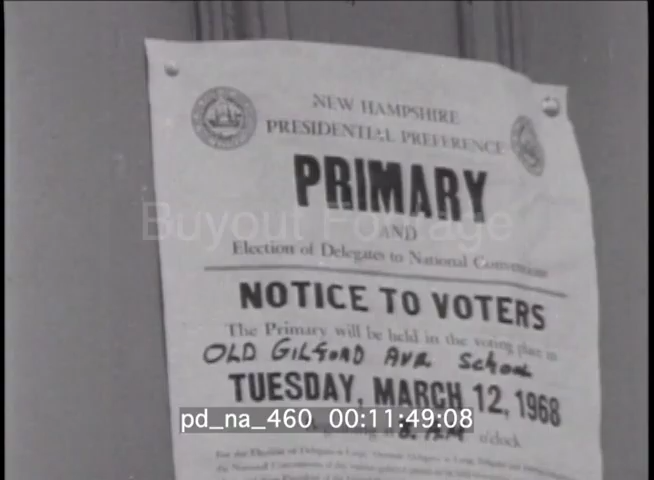 NEW HAMPSHIRE
PRESIDENTIAL PREFERENCE
PRIMARY
AND
Election of Delegates to National Conventions
NOTICE TO VOTERS
The Primary will be held in the voting place in
OLD GILFORD AVE School
TUESDAY, MARCH 12, 1968
o'clock
Buyout Footage
pd_na_460 00:11:49:08